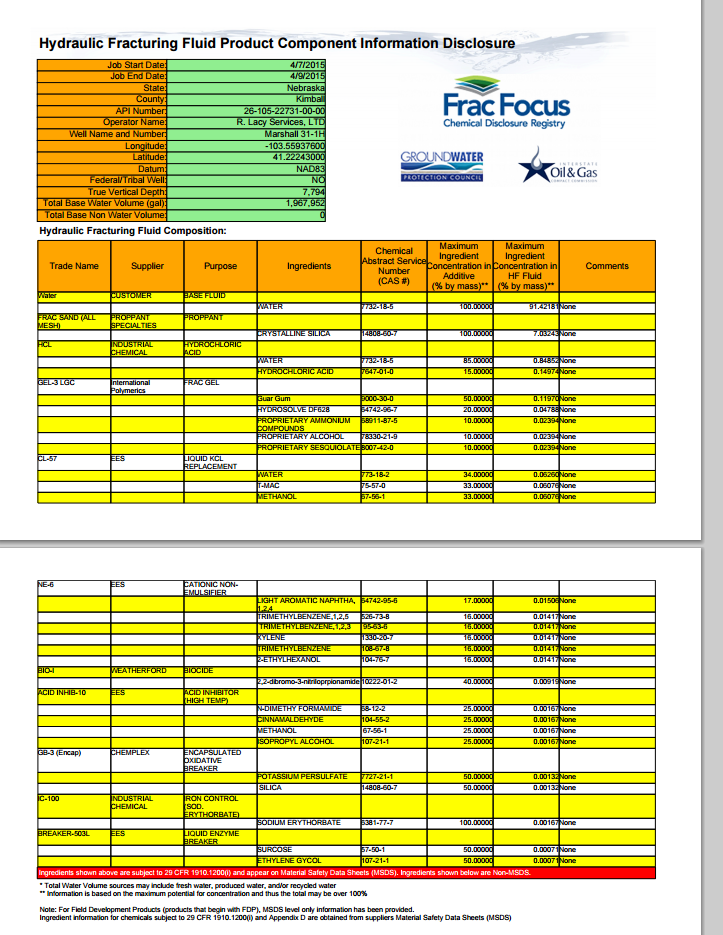 Hydraulic Fracturing Fluid Product Component Information Disclosure
Job Start Date: 4/7/2015
Job End Date: 4/9/2015
State: Nebraska
County: Kimball
API Number: 26-105-22731-00-00
Operator Name: R. Lacy Services, LTD
Well Name and Number: Marshall 31-1H
Longitude: -103.55937600
Latitude: 41.22243000
Datum: NAD83
Federal/Tribal Well: NO
True Vertical Depth: 7,794
Total Base Water Volume (gal): 1,967,952
Total Base Non Water Volume: 0
Frac Focus
Chemical Disclosure Registry
GROUNDWATER
PROTECTION COUNCIL
INTERSTATE
Oil & Gas
COMPACT COMMISSION
Hydraulic Fracturing Fluid Composition:
Trade Name Supplier Purpose Ingredients Chemical Abstract Service Number (CAS #) Maximum Ingredient Concentration in Additive (% by mass)** Maximum Ingredient Concentration in HF Fluid (% by mass)** Comments
Water CUSTOMER BASE FLUID
WATER 7732-18-5 100.00000 91.42181 None
FRAC SAND (ALL MESH) PROPPANT SPECIALTIES PROPPANT
CRYSTALLINE SILICA 14808-60-7 100.00000 7.03243 None
HCL INDUSTRIAL CHEMICAL HYDROCHLORIC ACID
WATER 7732-18-5 85.00000 0.84852 None
HYDROCHLORIC ACID 7647-01-0 15.00000 0.14974 None
GEL-3 LGC International Polymerics FRAC GEL
Guar Gum 9000-30-0 50.00000 0.11970 None
HYDROSOLVE DF628 64742-96-7 20.00000 0.04788 None
PROPRIETARY AMMONIUM COMPOUNDS 68911-87-5 10.00000 0.02394 None
PROPRIETARY ALCOHOL 78330-21-9 10.00000 0.02394 None
PROPRIETARY SESQUIOLATE 8007-42-0 10.00000 0.02394 None
CL-57 EES LIQUID KCL REPLACEMENT
WATER 773-18-2 34.00000 0.06260 None
T-MAC 75-57-0 33.00000 0.06076 None
METHANOL 67-56-1 33.00000 0.06076 None
NE-6 EES CATIONIC NON-EMULSIFIER
LIGHT AROMATIC NAPHTHA, 1,2,4 64742-95-6 17.00000 0.01506 None
TRIMETHYLBENZENE,1,2,5 526-73-8 16.00000 0.01417 None
TRIMETHYLBENZENE,1,2,3 95-63-6 16.00000 0.01417 None
XYLENE 1330-20-7 16.00000 0.01417 None
TRIMETHYLBENZENE 108-67-8 16.00000 0.01417 None
2-ETHYLHEXANOL 104-76-7 16.00000 0.01417 None
BIO-I WEATHERFORD BIOCIDE
2,2-dibromo-3-nitriloprpionamide 10222-01-2 40.00000 0.00919 None
ACID INHIB-10 EES ACID INHIBITOR (HIGH TEMP)
N-DIMETHY FORMAMIDE 68-12-2 25.00000 0.00167 None
CINNAMALDEHYDE 104-55-2 25.00000 0.00167 None
METHANOL 67-56-1 25.00000 0.00167 None
ISOPROPYL ALCOHOL 107-21-1 25.00000 0.00167 None
GB-3 (Encap) CHEMPLEX ENCAPSULATED OXIDATIVE BREAKER
POTASSIUM PERSULFATE 7727-21-1 50.00000 0.00132 None
SILICA 14808-60-7 50.00000 0.00132 None
IC-100 INDUSTRIAL CHEMICAL IRON CONTROL (SOD. ERYTHORBATE)
SODIUM ERYTHORBATE 6381-77-7 100.00000 0.00167 None
BREAKER-503L EES LIQUID ENZYME BREAKER
SURCOSE 57-50-1 50.00000 0.00071 None
ETHYLENE GYCOL 107-21-1 50.00000 0.00071 None
Ingredients shown above are subject to 29 CFR 1910.1200(i) and appear on Material Safety Data Sheets (MSDS). Ingredients shown below are Non-MSDS.
* Total Water Volume sources may include fresh water, produced water, and/or recycled water
** Information is based on the maximum potential for concentration and thus the total may be over 100%
Note: For Field Development Products (products that begin with FDP), MSDS level only information has been provided.
Ingredient information for chemicals subject to 29 CFR 1910.1200(i) and Appendix D are obtained from suppliers Material Safety Data Sheets (MSDS)